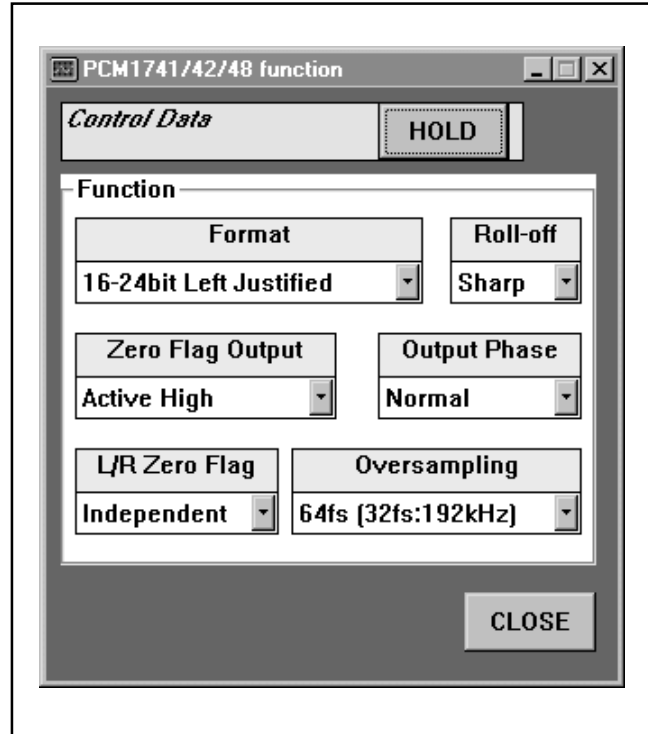 PCM1741/42/48 function
Control Data
HOLD
Function
Format
Roll-off
16-24bit Left Justified
Sharp
Zero Flag Output
Output Phase
Active High
Normal
L/R Zero Flag
Oversampling
Independent
64fs (32fs:192kHz)
CLOSE